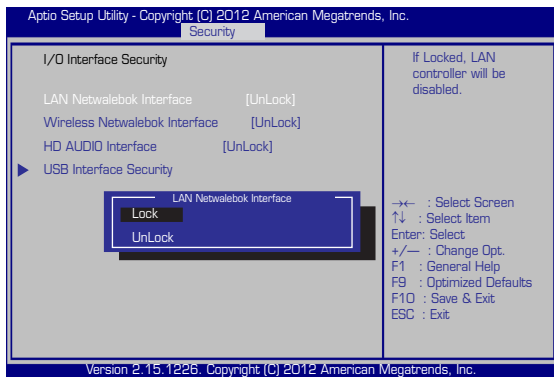 Aptio Setup Utility - Copyright (C) 2012 American Megatrends, Inc.
Security
I/O Interface Security
LAN Netwalebok Interface [UnLock]
Wireless Netwalebok Interface [UnLock]
HD AUDIO Interface [UnLock]
USB Interface Security
LAN Netwalebok Interface
Lock
UnLock
If Locked, LAN
controller will be
disabled.
→← : Select Screen
↑↓ : Select Item
Enter: Select
+/— : Change Opt.
F1 : General Help
F9 : Optimized Defaults
F10 : Save & Exit
ESC : Exit
Version 2.15.1226. Copyright (C) 2012 American Megatrends, Inc.